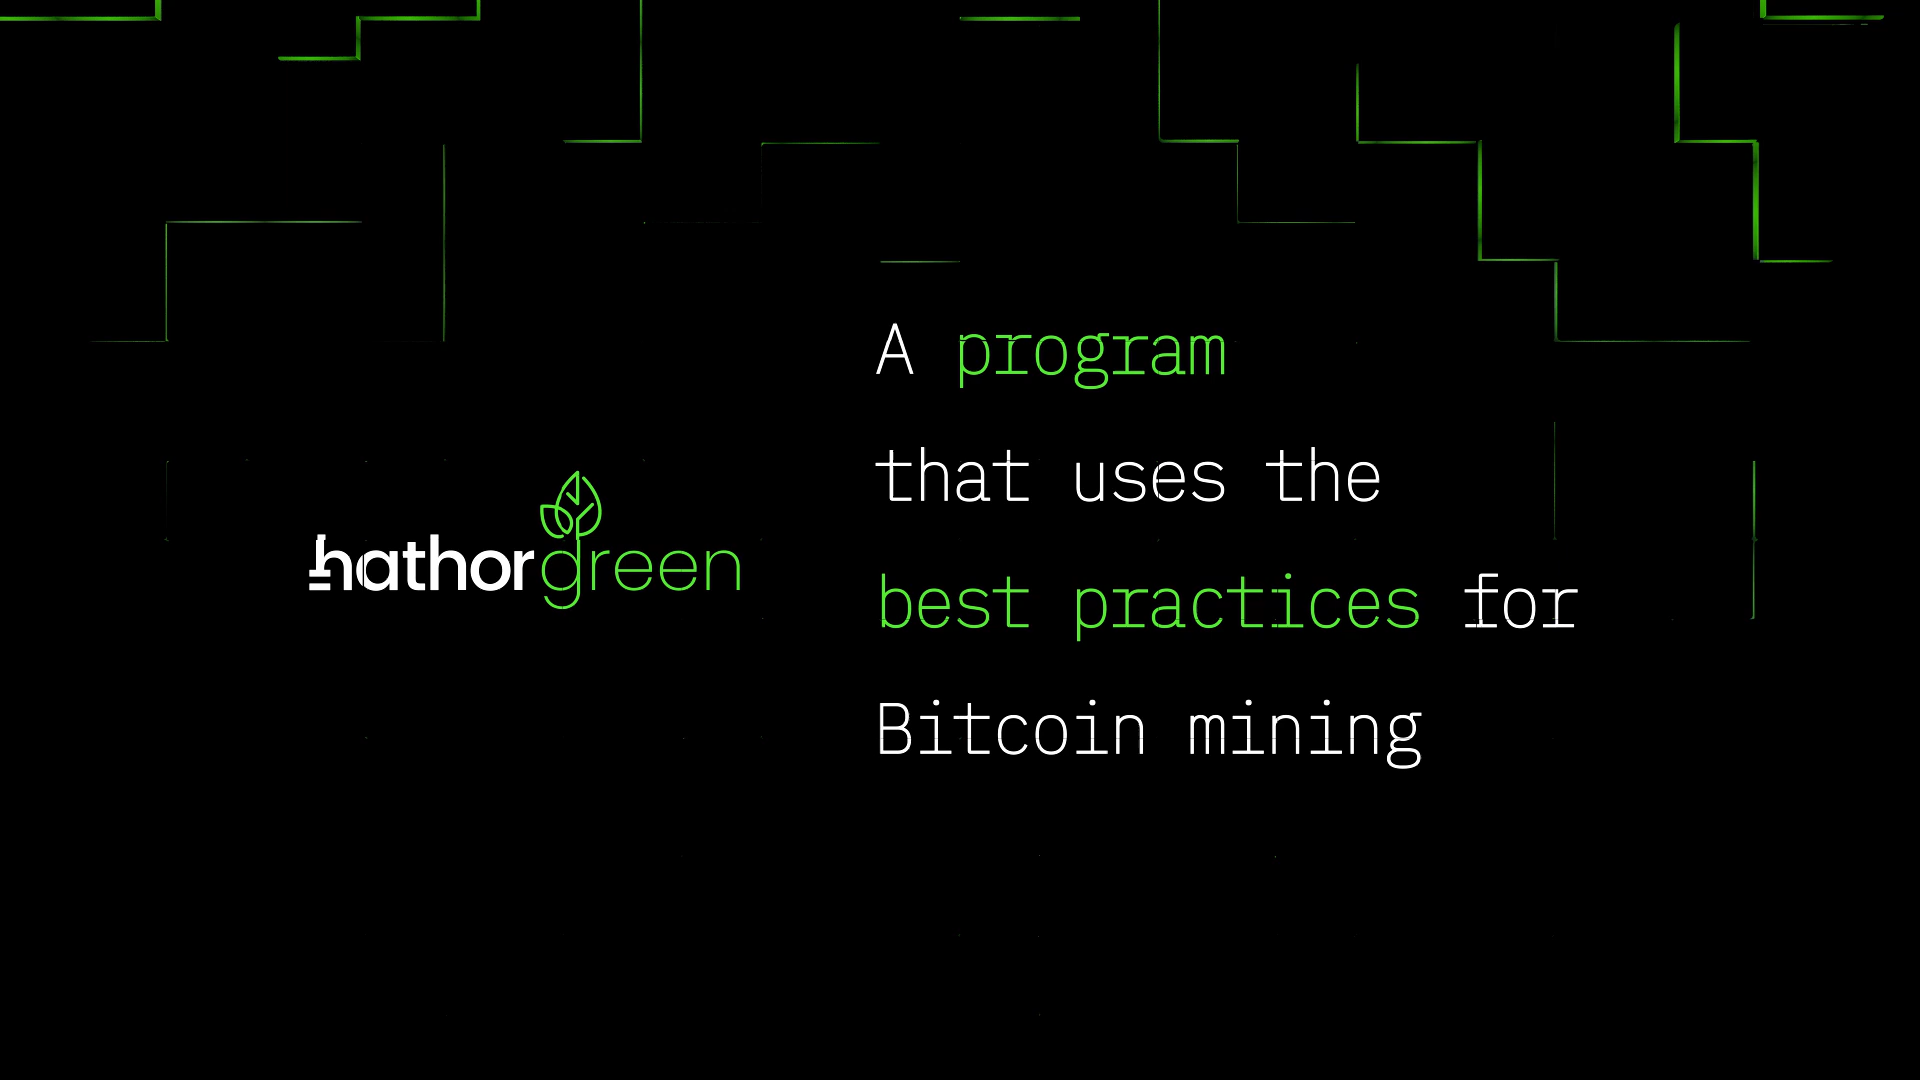 hathorgreen
A program
that uses the
best practices for
Bitcoin mining